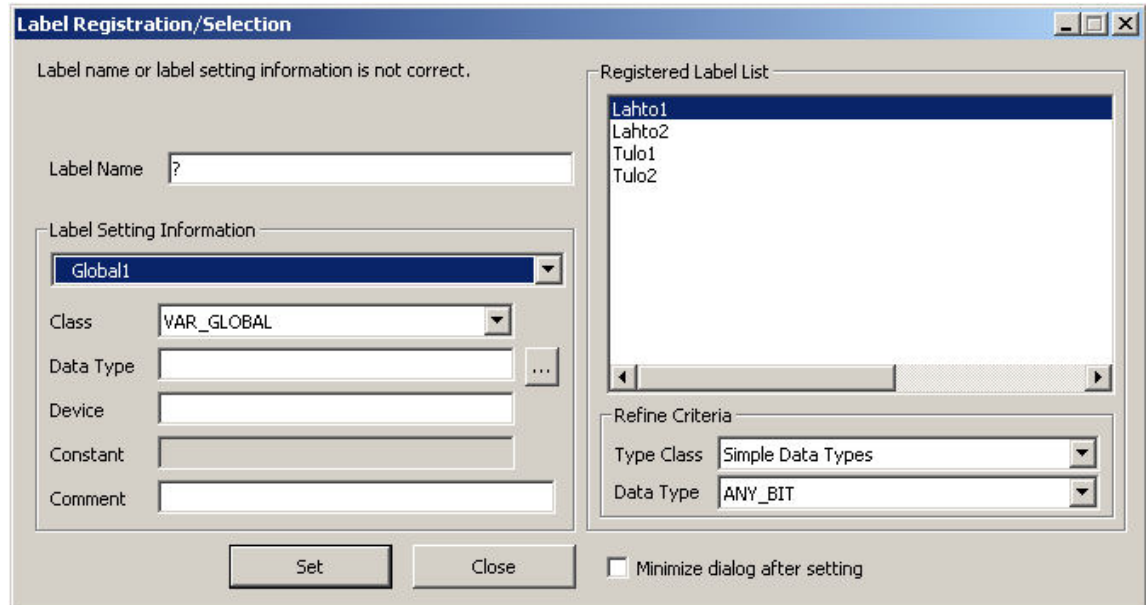 Label Registration/Selection
Label name or label setting information is not correct.
Label Name ?
Label Setting Information
Global1
Class VAR_GLOBAL
Data Type ...
Device
Constant
Comment
Set Close
Registered Label List
Lahto1
Lahto2
Tulo1
Tulo2
Refine Criteria
Type Class Simple Data Types
Data Type ANY_BIT
Minimize dialog after setting